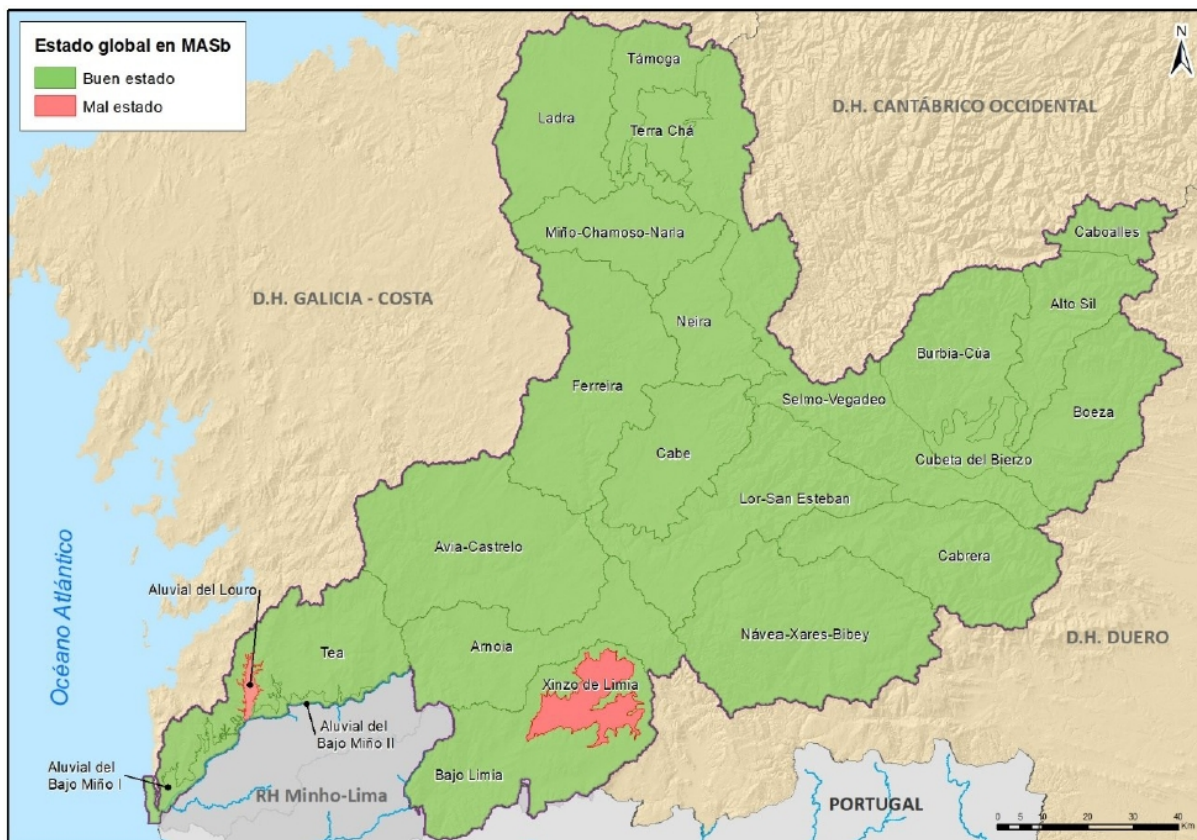 Estado global en MASb
Buen estado
Mal estado
N
Támoga
D.H. CANTÁBRICO OCCIDENTAL
Ladra
Terra Chá
Miño-Chamoso-Narla
Caboalles
D.H. GALICIA - COSTA
Alto Sil
Neira
Burbia-Cúa
Ferreira
Selmo-Vegadeo
Boeza
Cabe
Cubeta del Bierzo
Lor-San Esteban
Avia-Castrelo
Cabrera
Océano Atlántico
Aluvial del Louro
Tea
Arnoia
Návea-Xares-Bibey
D.H. DUERO
Xinzo de Limia
Aluvial del
Bajo Miño II
Aluvial del
Bajo Miño I
Bajo Limia
RH Minho-Lima
PORTUGAL
0 5 10 20 30 40
Km